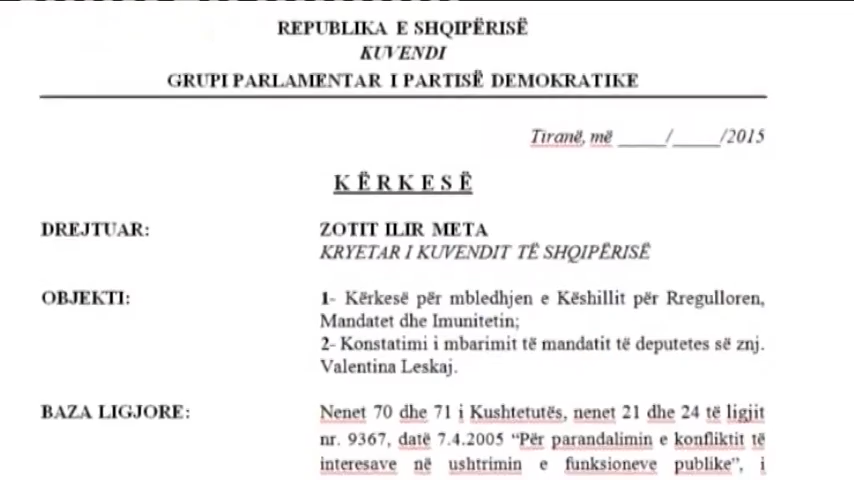 REPUBLIKA E SHQIPËRISË
KUVENDI
GRUPI PARLAMENTAR I PARTISË DEMOKRATIKE
Tiranë, më ____/____/2015
K Ë R K E S Ë
DREJTUAR: ZOTIT ILIR META
KRYETAR I KUVENDIT TË SHQIPËRISË
OBJEKTI: 1- Kërkesë për mbledhjen e Këshillit për Rregulloren,
Mandatet dhe Imunitetin;
2- Konstatimi i mbarimit të mandatit të deputetes së znj.
Valentina Leskaj.
BAZA LIGJORE: Nenet 70 dhe 71 i Kushtetutës, nenet 21 dhe 24 të ligjit
nr. 9367, datë 7.4.2005 “Për parandalimin e konfliktit të
interesave në ushtrimin e funksioneve publike”, i